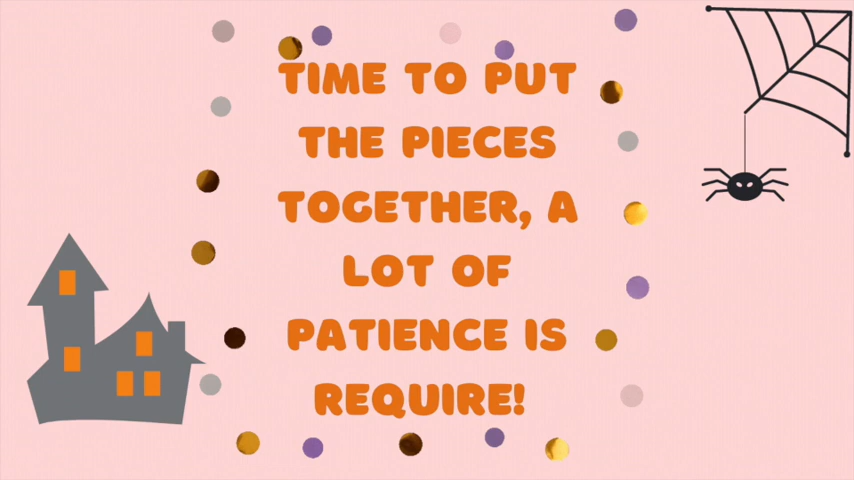 TIME TO PUT
THE PIECES
TOGETHER, A
LOT OF
PATIENCE IS
REQUIRE!